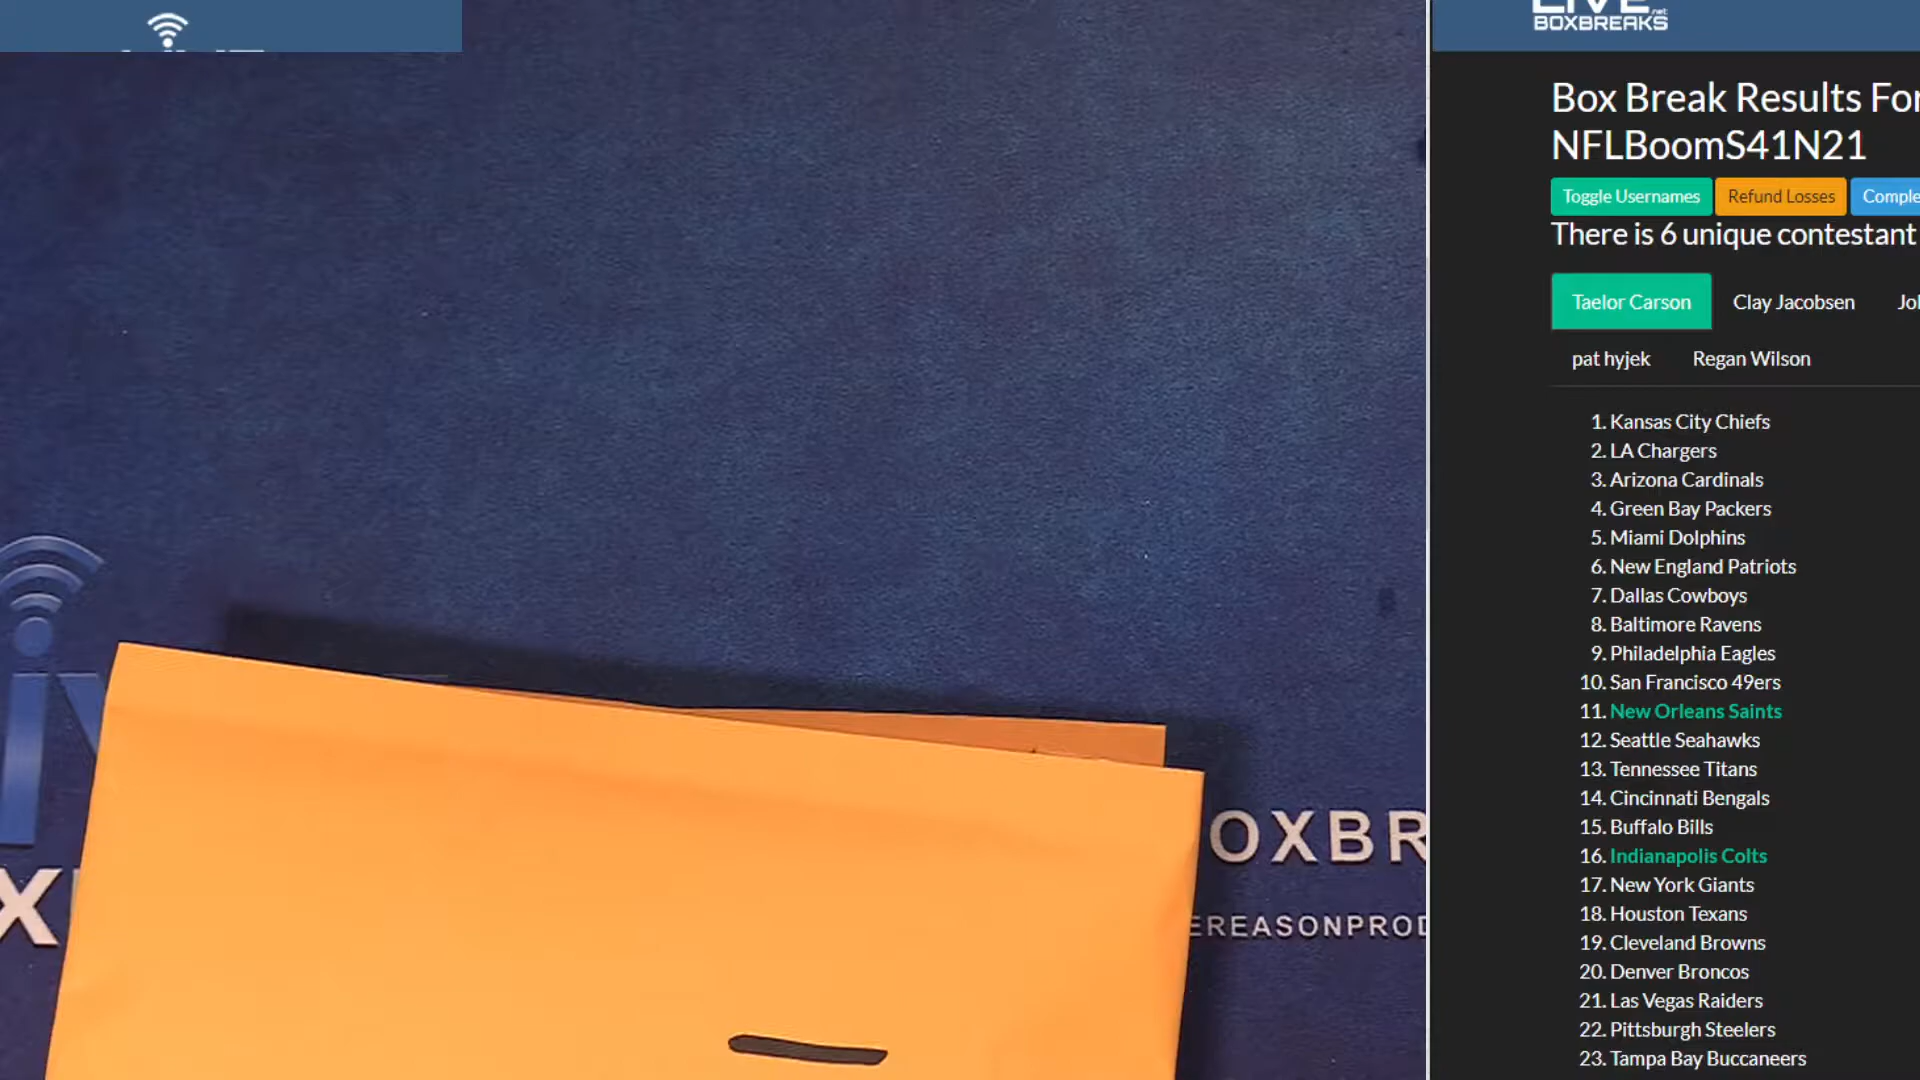 LIVE.net
BOXBREAKS
Box Break Results For
NFLBoomS41N21
Toggle Usernames
Refund Losses
Comple
There is 6 unique contestant
Taelor Carson
Clay Jacobsen
pat hyjek
Regan Wilson
1. Kansas City Chiefs
2. LA Chargers
3. Arizona Cardinals
4. Green Bay Packers
5. Miami Dolphins
6. New England Patriots
7. Dallas Cowboys
8. Baltimore Ravens
9. Philadelphia Eagles
10. San Francisco 49ers
11. New Orleans Saints
12. Seattle Seahawks
13. Tennessee Titans
14. Cincinnati Bengals
15. Buffalo Bills
16. Indianapolis Colts
17. New York Giants
18. Houston Texans
19. Cleveland Browns
20. Denver Broncos
21. Las Vegas Raiders
22. Pittsburgh Steelers
23. Tampa Bay Buccaneers
OXBR
EREASONPROD